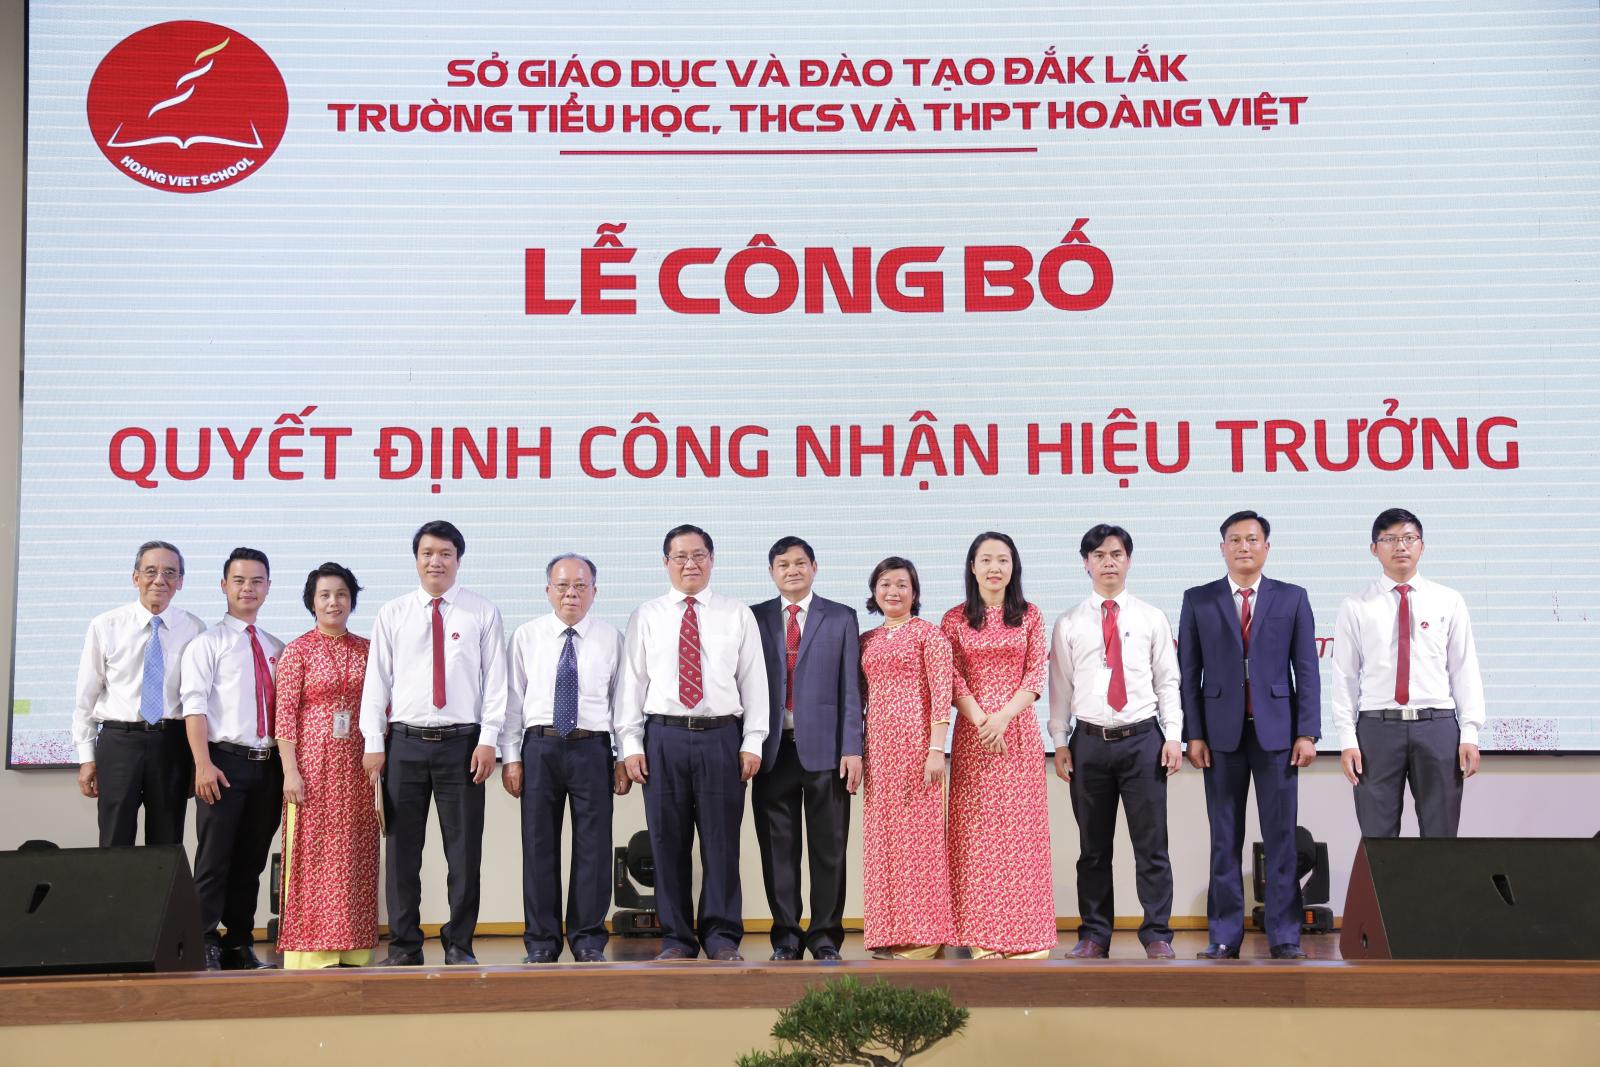 SỞ GIÁO DỤC VÀ ĐÀO TẠO ĐẮK LẮK
TRƯỜNG TIỂU HỌC, THCS VÀ THPT HOÀNG VIỆT
HOANG VIET SCHOOL
LỄ CÔNG BỐ
QUYẾT ĐỊNH CÔNG NHẬN HIỆU TRƯỞNG